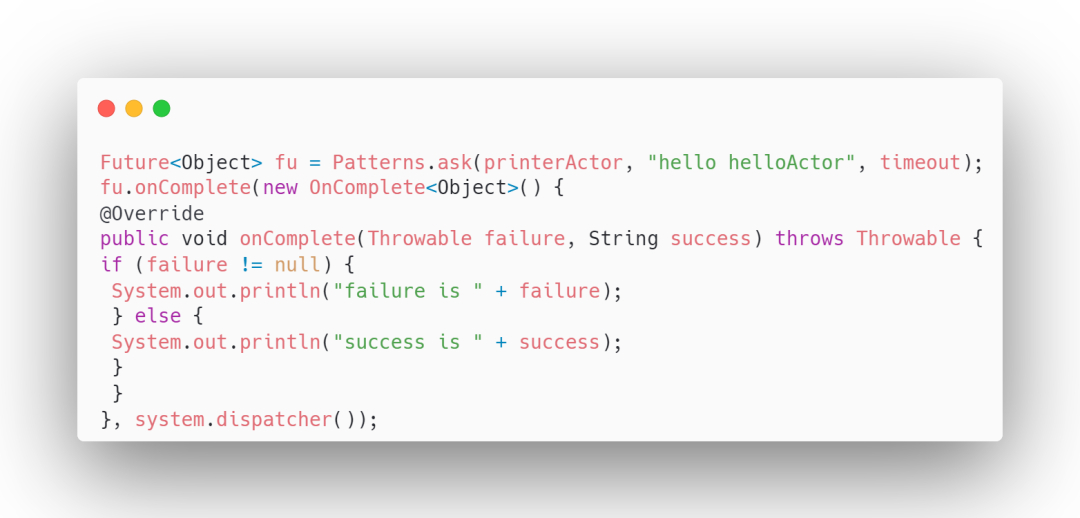 Future<Object> fu = Patterns.ask(printerActor, "hello helloActor", timeout);
fu.onComplete(new OnComplete<Object>() {
@Override
public void onComplete(Throwable failure, String success) throws Throwable {
if (failure != null) {
 System.out.println("failure is " + failure);
 } else {
 System.out.println("success is " + success);
 }
 }
}, system.dispatcher());